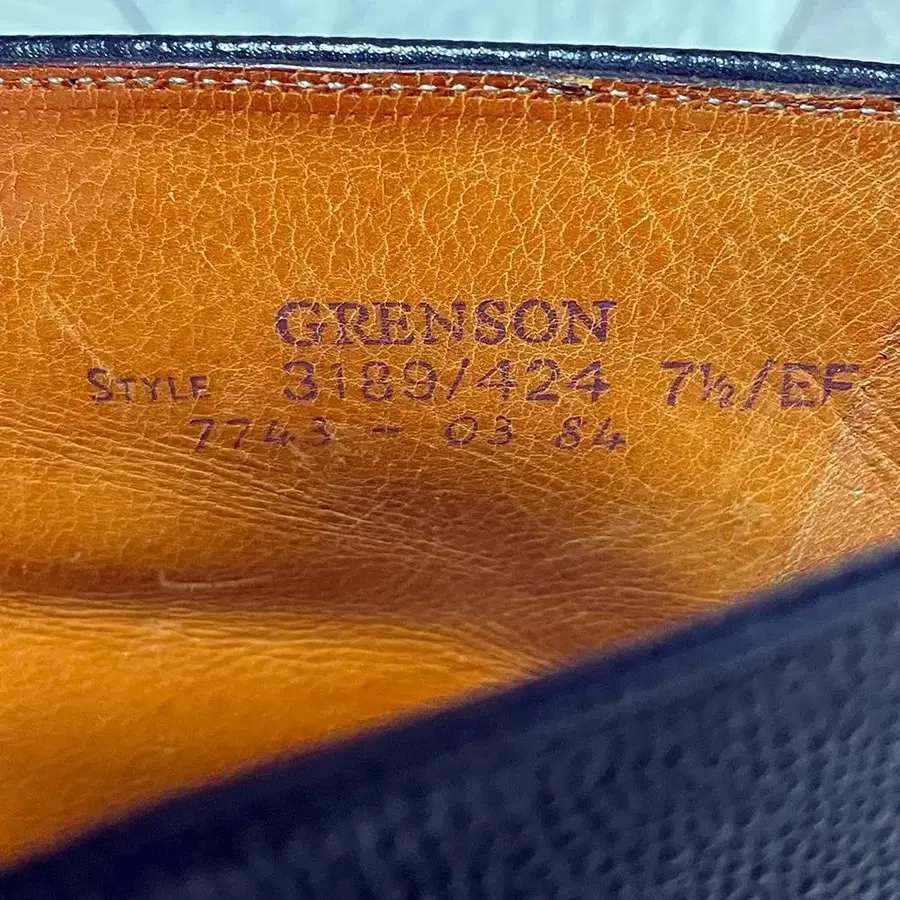 GRENSON
STYLE 3189/424 7½/EF
7743 - 03 84